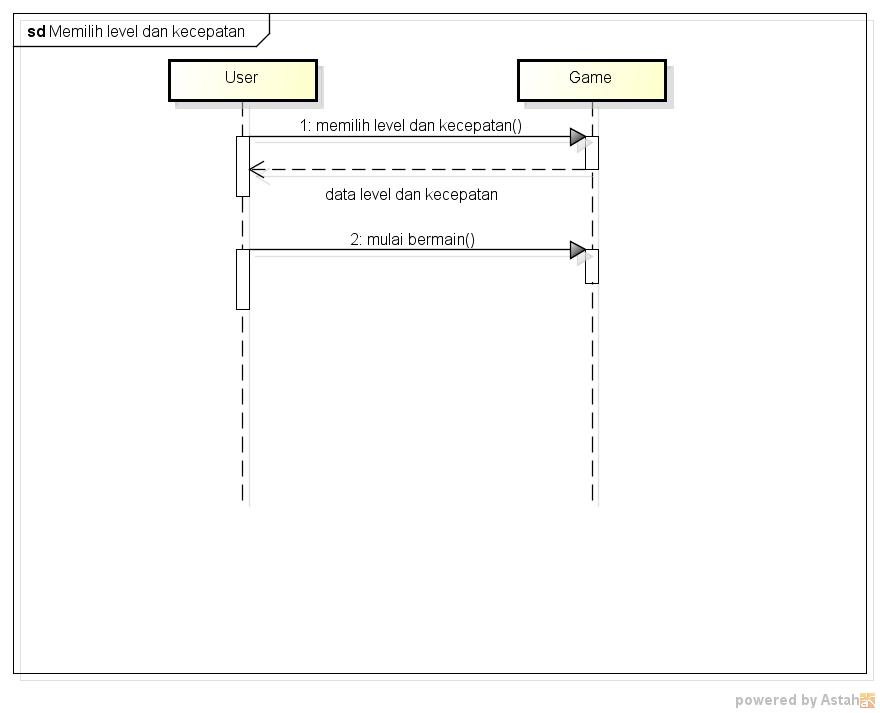 sd Memilih level dan kecepatan
User
Game
1: memilih level dan kecepatan()
data level dan kecepatan
2: mulai bermain()
powered by Astah